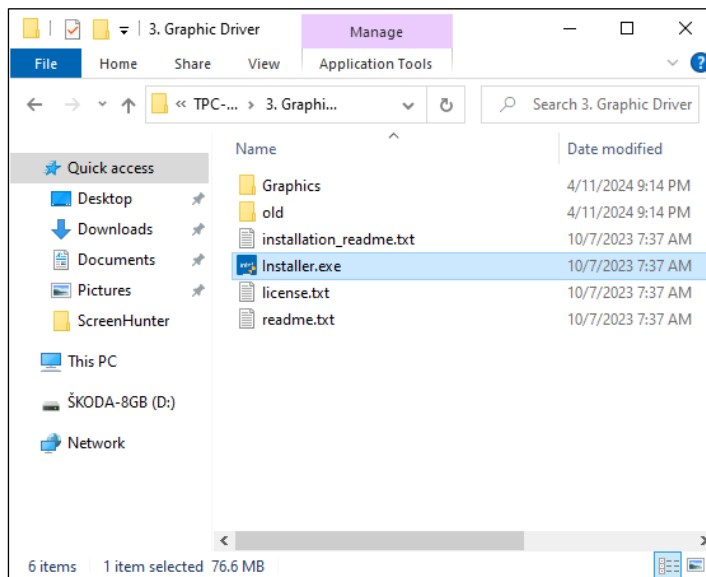 3. Graphic Driver
Manage
File Home Share View Application Tools
?
« TPC-... › 3. Graphi... Search 3. Graphic Driver
Name Date modified
Quick access
Desktop
Downloads
Documents
Pictures
ScreenHunter
This PC
ŠKODA-8GB (D:)
Network
Graphics 4/11/2024 9:14 PM
old 4/11/2024 9:14 PM
installation_readme.txt 10/7/2023 7:37 AM
Installer.exe 10/7/2023 7:37 AM
license.txt 10/7/2023 7:37 AM
readme.txt 10/7/2023 7:37 AM
6 items 1 item selected 76.6 MB